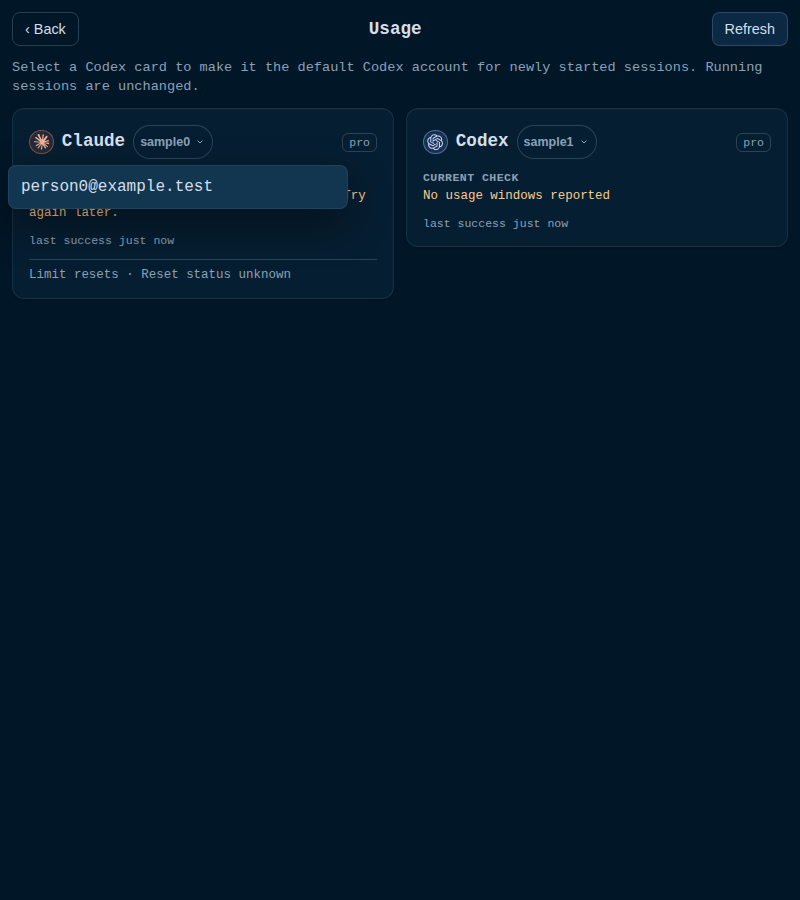 ‹ Back
Usage
Refresh
Select a Codex card to make it the default Codex account for newly started sessions. Running
sessions are unchanged.
Claude
sample0
pro
person0@example.test
Try
again later.
last success just now
Limit resets · Reset status unknown
Codex
sample1
pro
CURRENT CHECK
No usage windows reported
last success just now